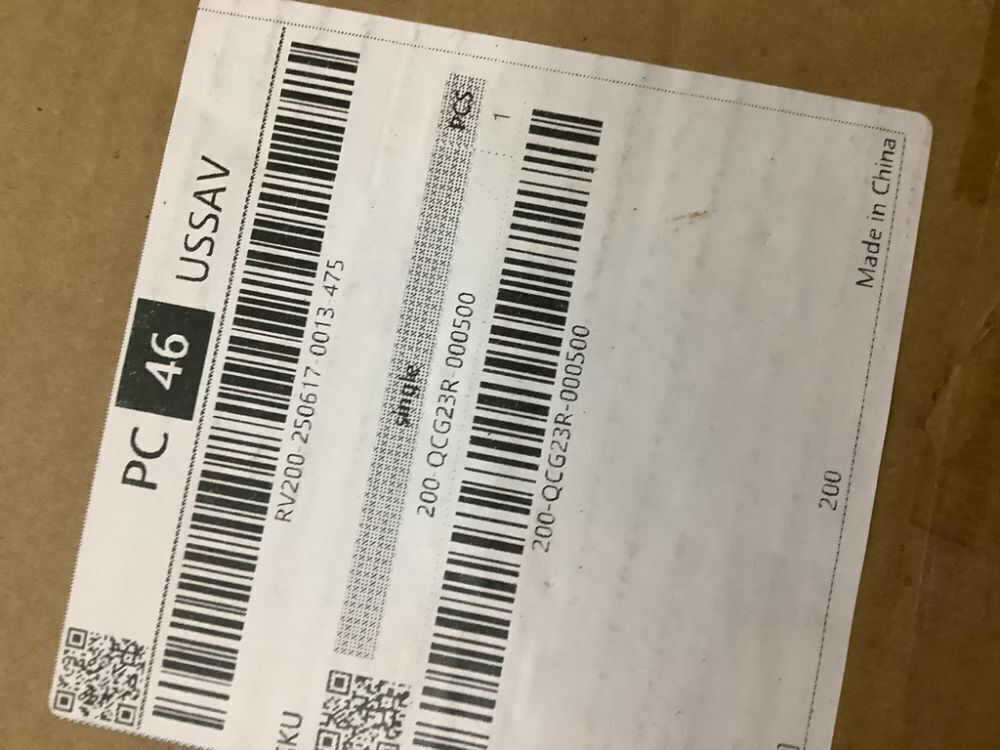 PC 46 USSAV
RV200-250617-0013-475
SKU
single PCS
200-QCG23R-000500 1
200-QCG23R-000500
200
Made in China